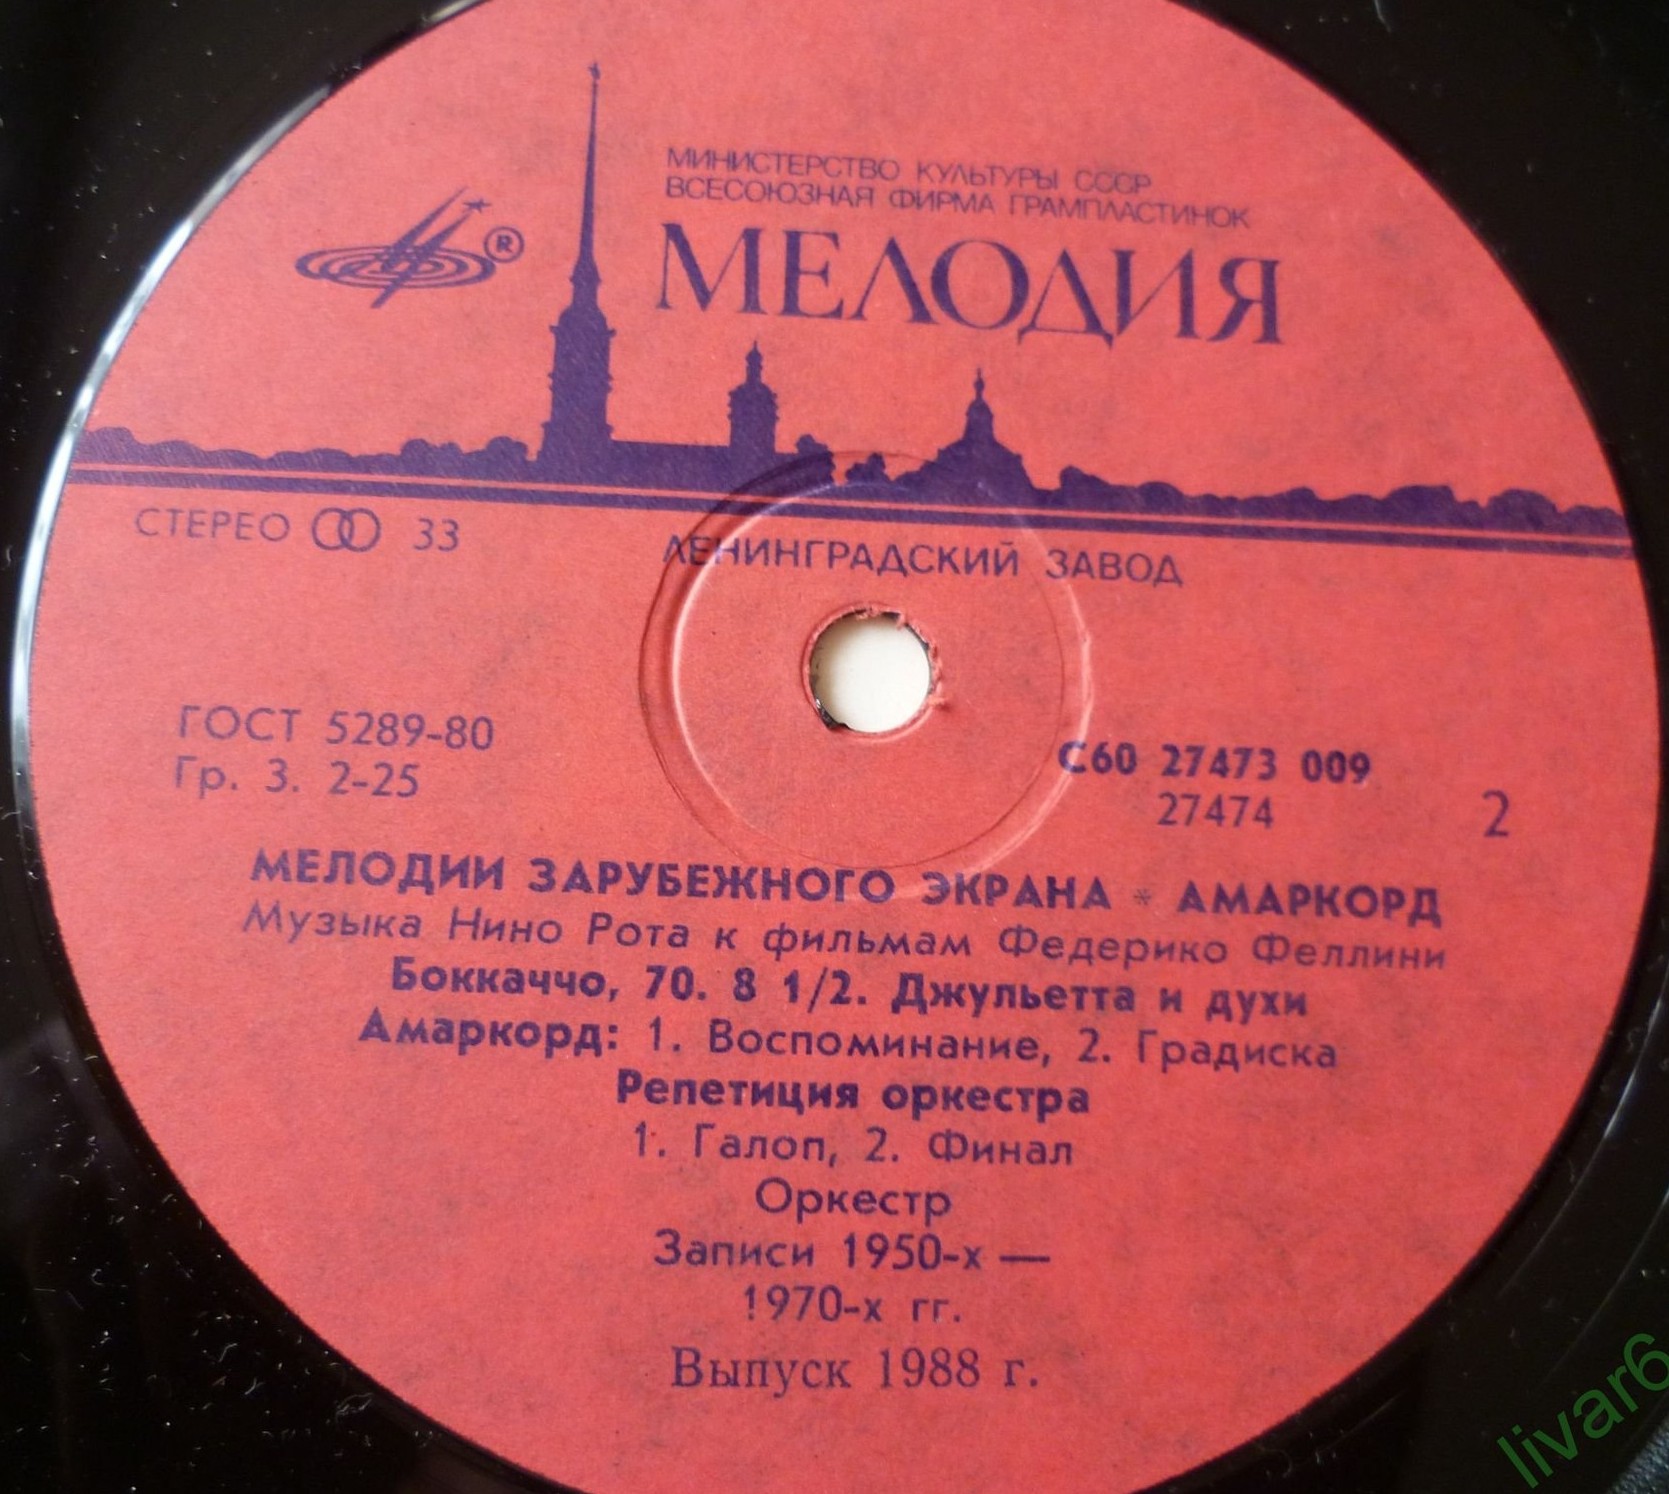 МИНИСТЕРСТВО КУЛЬТУРЫ СССР
ВСЕСОЮЗНАЯ ФИРМА ГРАМПЛАСТИНОК
МЕЛОДИЯ
®
СТЕРЕО 33
ЛЕНИНГРАДСКИЙ ЗАВОД
ГОСТ 5289-80
Гр. 3. 2-25
С60 27473 009
27474
2
МЕЛОДИИ ЗАРУБЕЖНОГО ЭКРАНА * АМАРКОРД
Музыка Нино Рота к фильмам Федерико Феллини
Боккаччо, 70. 8 1/2. Джульетта и духи
Амаркорд: 1. Воспоминание, 2. Градиска
Репетиция оркестра
1. Галоп, 2. Финал
Оркестр
Записи 1950-х —
1970-х гг.
Выпуск 1988 г.
livar6